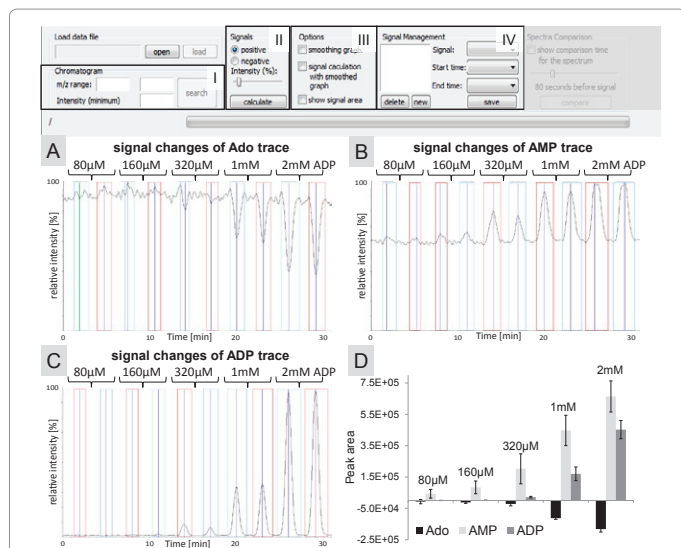 Load data file
open
load
Chromatogram
I
m/z range:
search
Intensity (minimum)
Signals
II
positive
negative
Intensity (%):
calculate
Options
III
smoothing graph
signal caculation
with smoothed
graph
show signal area
Signal Management
IV
Signal:
Start time:
End time:
delete
new
save
Spectra Comparison
show comparison time
for the spectrum
80 seconds before signal
compare
/
A
signal changes of Ado trace
80µM 160µM 320µM 1mM 2mM ADP
100
relative intensity [%]
0 10 20 30
Time [min]
B
signal changes of AMP trace
80µM 160µM 320µM 1mM 2mM ADP
100
relative intensity [%]
0 10 20 30
Time [min]
C
signal changes of ADP trace
80µM 160µM 320µM 1mM 2mM ADP
100
relative intensity [%]
0 10 20 30
Time [min]
D
7.5E+05
5.0E+05
2.5E+05
-5.0E+04
-2.5E+05
Peak area
80µM
160µM
320µM
1mM
2mM
Ado AMP ADP